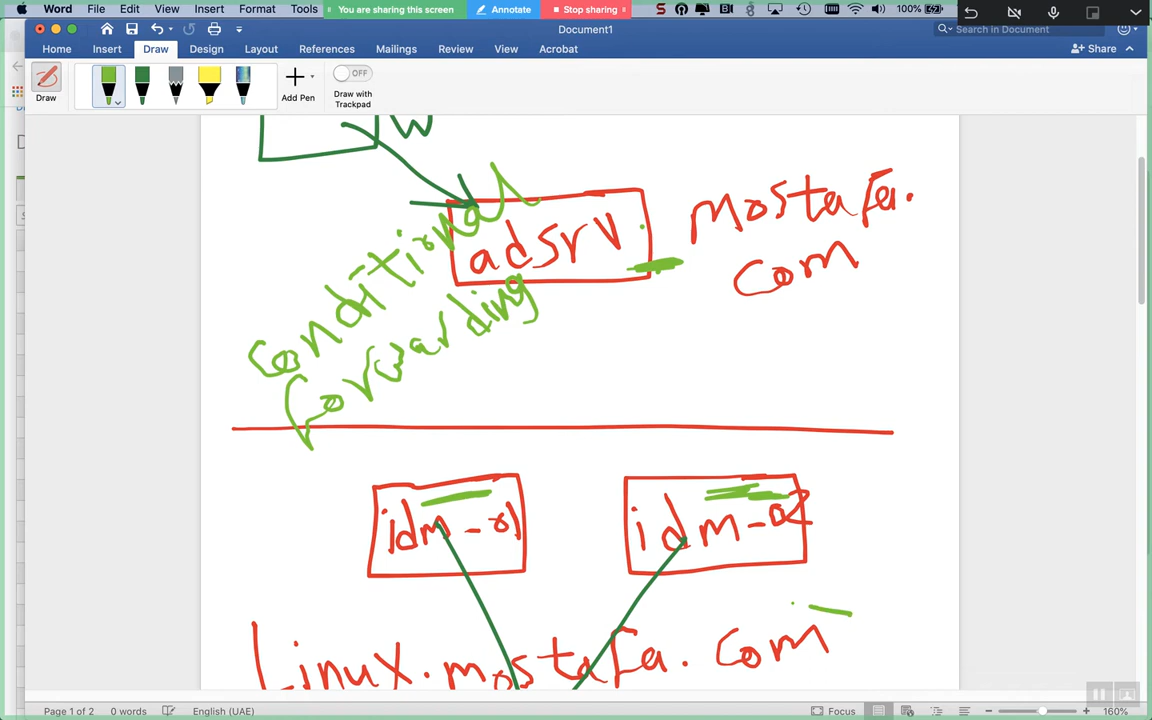 Word File Edit View Insert Format Tools You are sharing this screen Annotate Stop sharing 100%
Document1
Search in Document
Home Insert Draw Design Layout References Mailings Review View Acrobat Share
Draw Add Pen OFF Draw with Trackpad
W
conditional
forwarding
adsrv
mostafa.
com
idm-01 idm-02
Linux.mostafa.com
Page 1 of 2 0 words English (UAE) Focus 160%